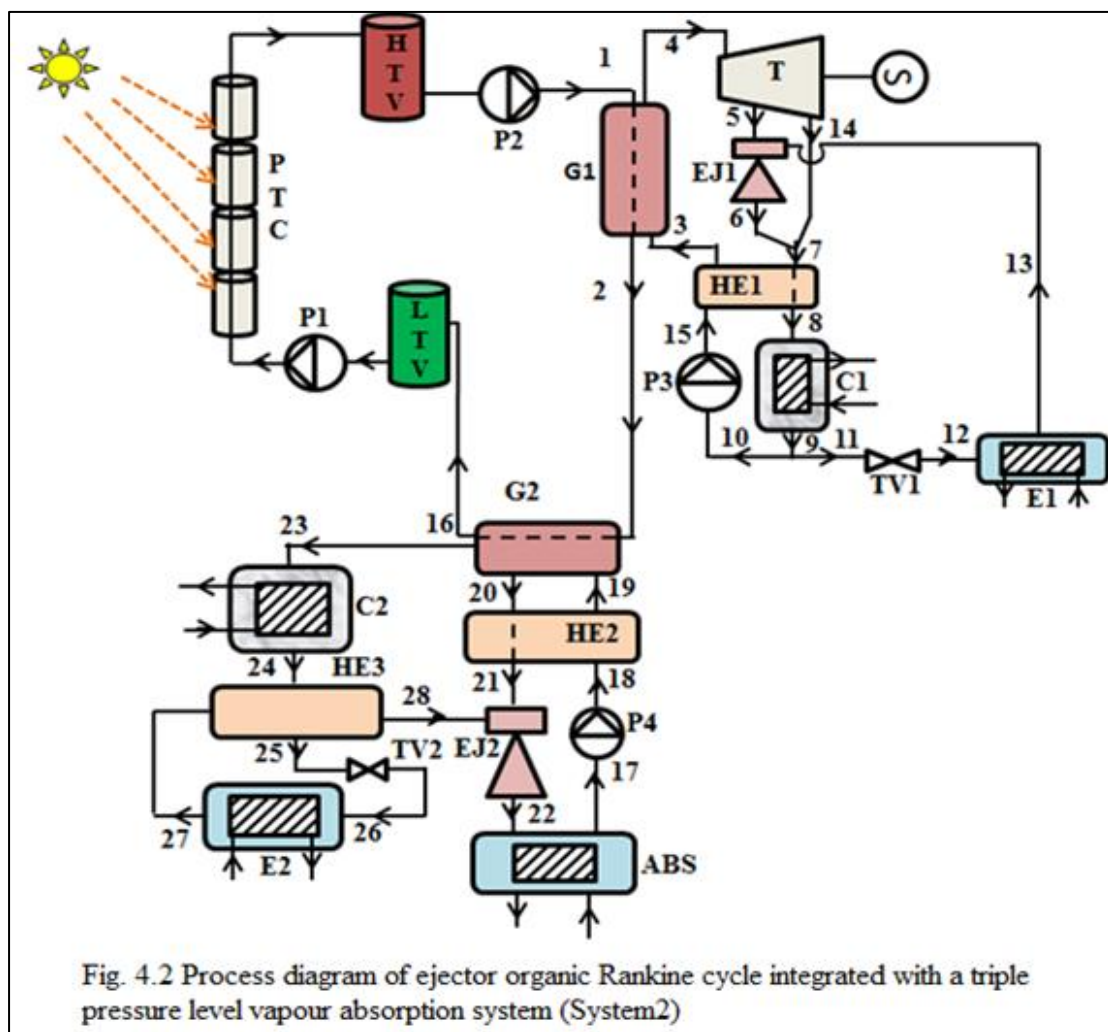 H
T
V
P2
1
4
T
S
5
14
EJ1
G1
6
3
7
13
P
T
C
2
HE1
L
T
V
P1
8
15
P3
C1
10
9
11
12
TV1
E1
G2
16
23
20
19
C2
HE2
24
HE3
21
18
28
P4
EJ2
TV2
25
17
22
27
26
E2
ABS
Fig. 4.2 Process diagram of ejector organic Rankine cycle integrated with a triple
pressure level vapour absorption system (System2)